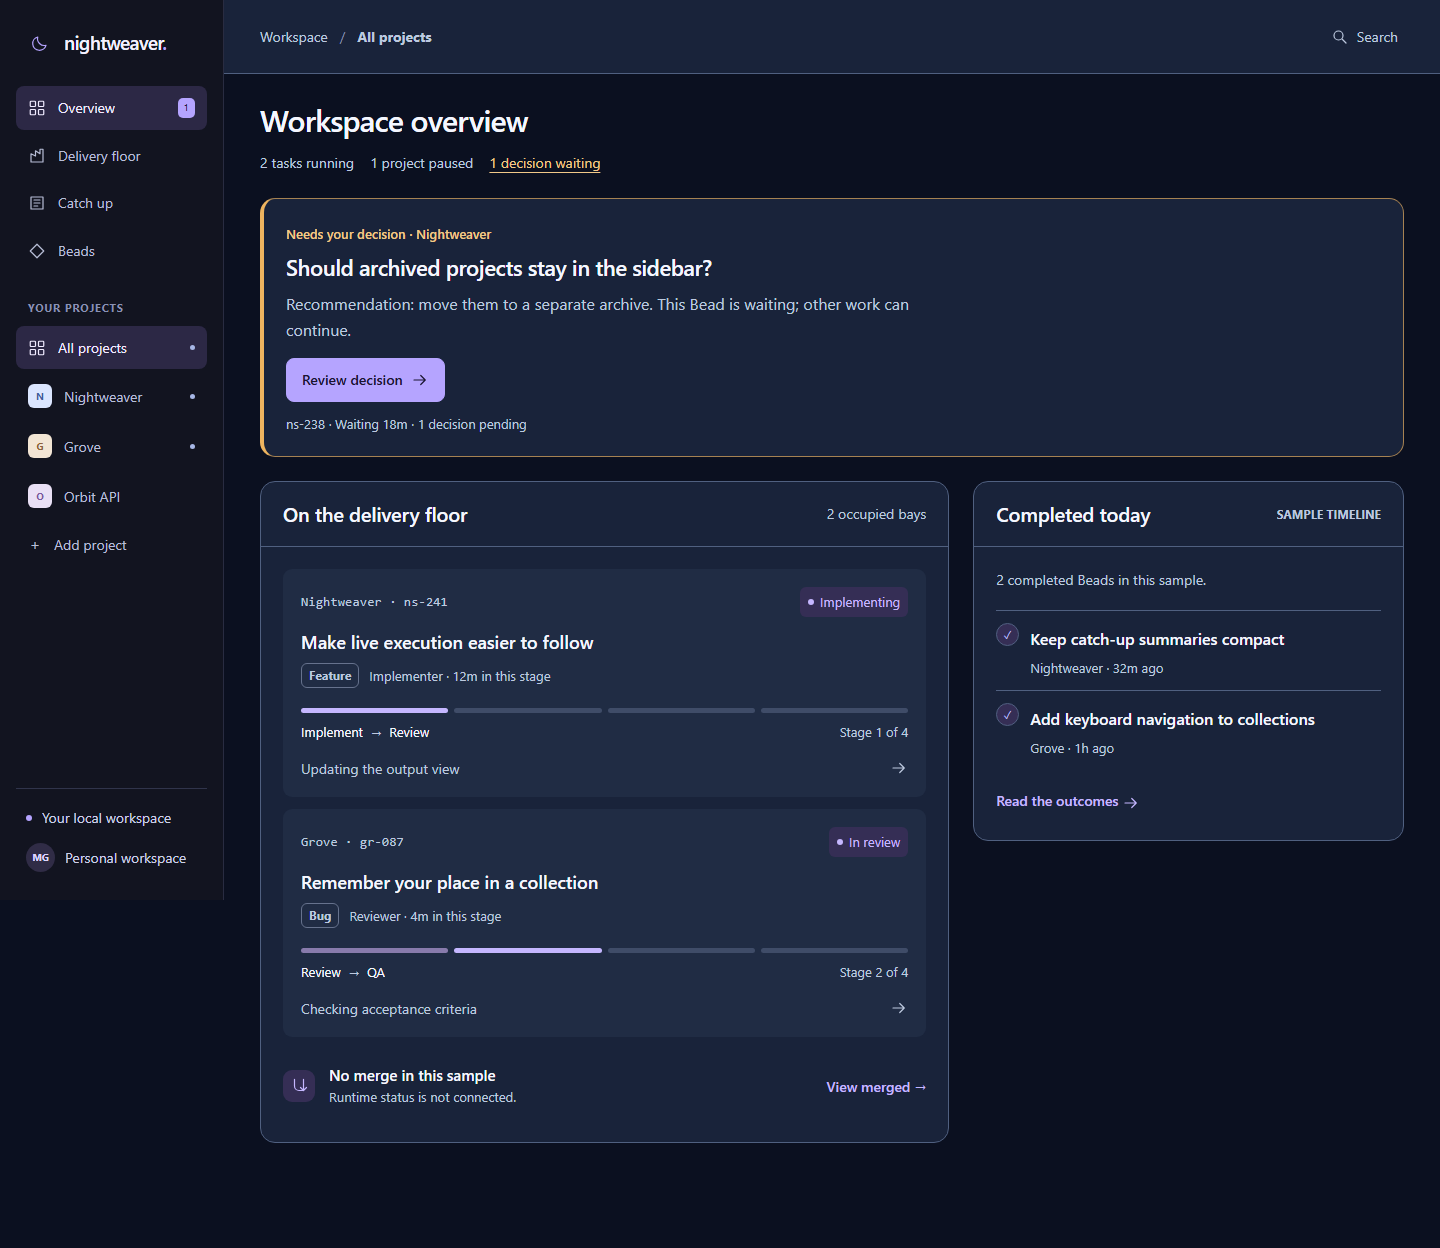 nightweaver.
Overview 1
Delivery floor
Catch up
Beads
YOUR PROJECTS
All projects
N Nightweaver
G Grove
O Orbit API
+ Add project
Your local workspace
MG Personal workspace
Workspace / All projects
Search
Workspace overview
2 tasks running 1 project paused 1 decision waiting
Needs your decision · Nightweaver
Should archived projects stay in the sidebar?
Recommendation: move them to a separate archive. This Bead is waiting; other work can
continue.
Review decision →
ns-238 · Waiting 18m · 1 decision pending
On the delivery floor 2 occupied bays
Nightweaver · ns-241 Implementing
Make live execution easier to follow
Feature Implementer · 12m in this stage
Implement → Review Stage 1 of 4
Updating the output view →
Grove · gr-087 In review
Remember your place in a collection
Bug Reviewer · 4m in this stage
Review → QA Stage 2 of 4
Checking acceptance criteria →
No merge in this sample
Runtime status is not connected.
View merged →
Completed today SAMPLE TIMELINE
2 completed Beads in this sample.
✓ Keep catch-up summaries compact
Nightweaver · 32m ago
✓ Add keyboard navigation to collections
Grove · 1h ago
Read the outcomes →